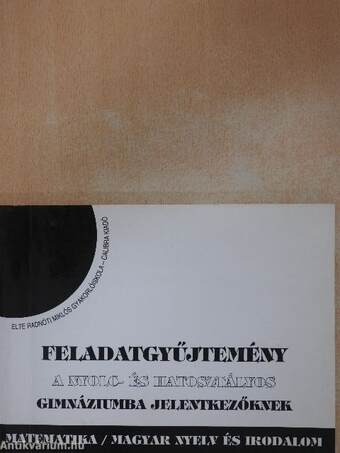 ELTE RADNÓTI MIKLÓS GYAKORLÓISKOLA – CALIBRA KIADÓ
FELADATGYŰJTEMÉNY
A NYOLC- ÉS HATOSZTÁLYOS
GIMNÁZIUMBA JELENTKEZŐKNEK
MATEMATIKA / MAGYAR NYELV ÉS IRODALOM
Antikvarium.hu